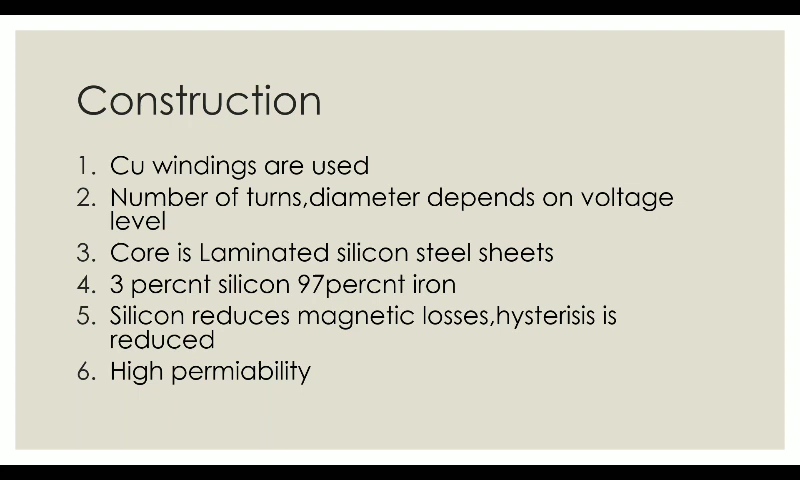 Construction
1. Cu windings are used
2. Number of turns,diameter depends on voltage
level
3. Core is Laminated silicon steel sheets
4. 3 percnt silicon 97percnt iron
5. Silicon reduces magnetic losses,hysterisis is
reduced
6. High permiability